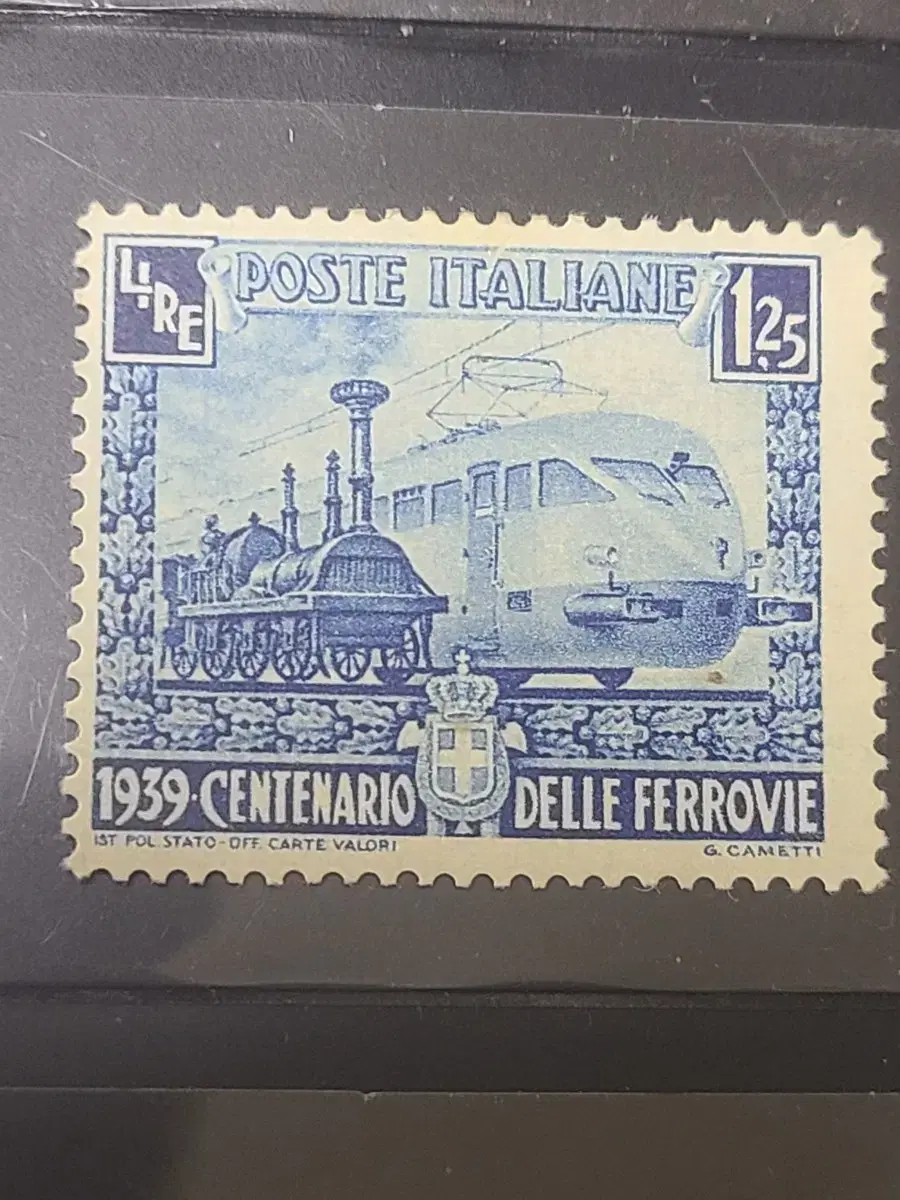 LIRE
POSTE ITALIANE
1.25
1939·CENTENARIO DELLE FERROVIE
IST POL. STATO-OFF. CARTE VALORI
G. CAMETTI